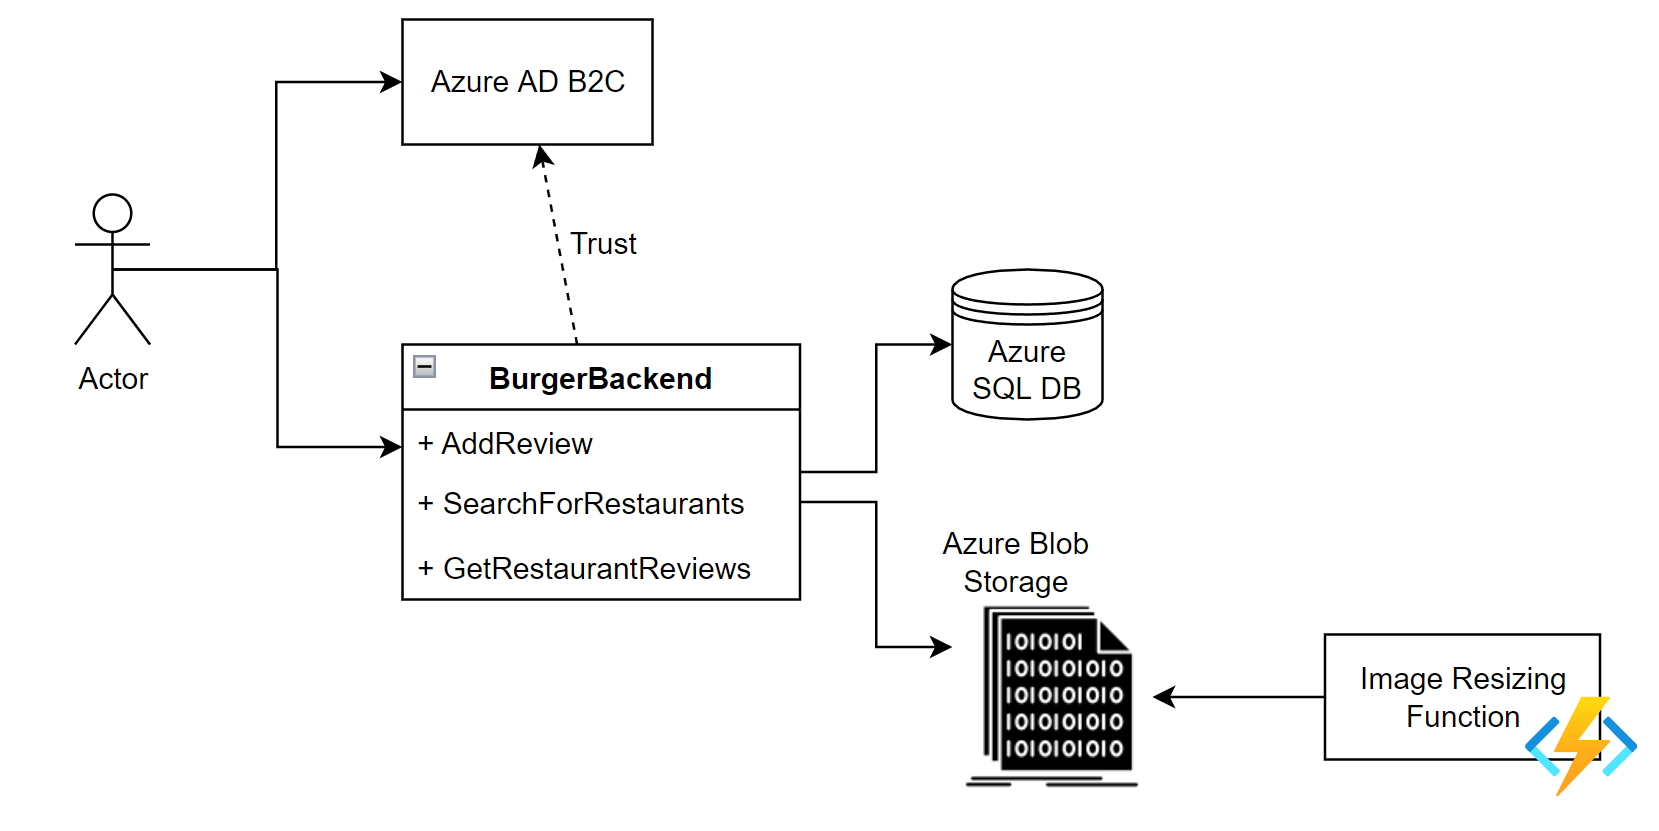 Azure AD B2C
Trust
Actor
BurgerBackend
+ AddReview
+ SearchForRestaurants
+ GetRestaurantReviews
Azure
SQL DB
Azure Blob
Storage
IOIOIOI
IOIOIOIOIO
IOIOIOIOIO
IOIOIOIOIO
IOIOIOIOIO
Image Resizing
Function